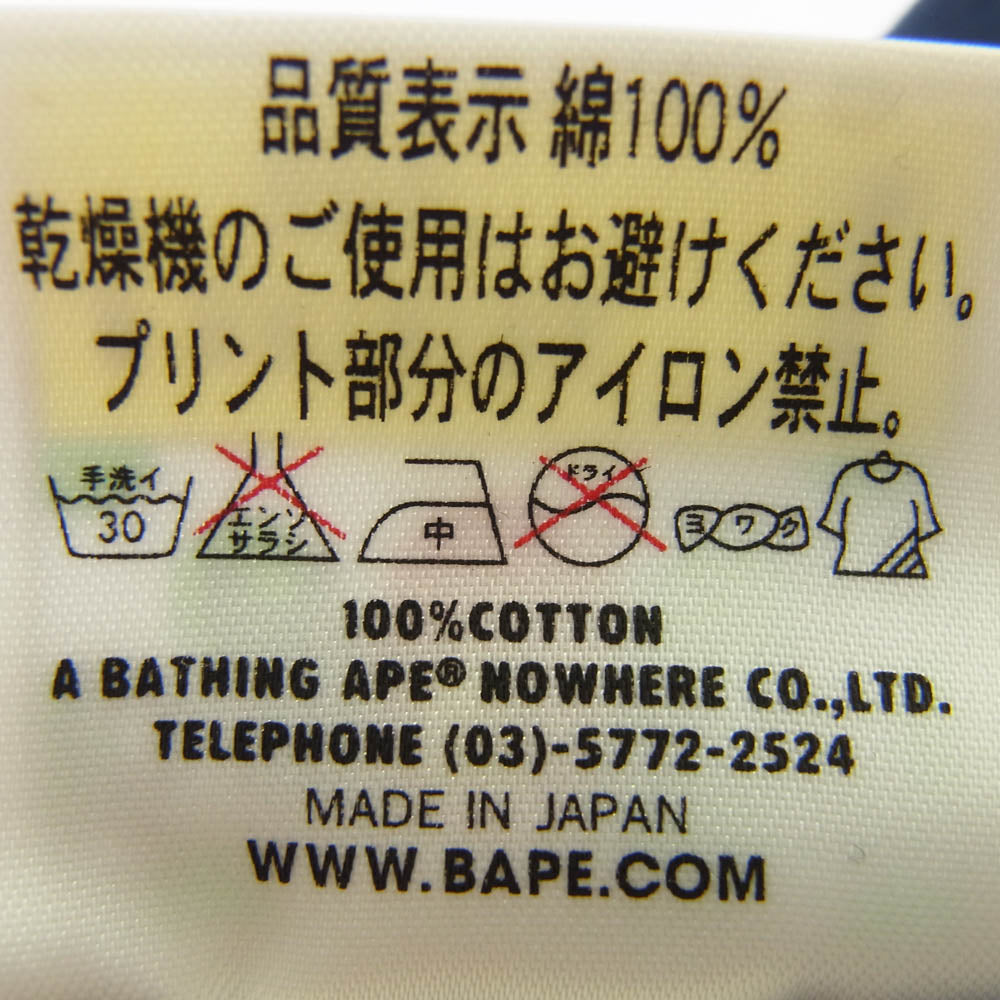 品質表示 綿100%
乾燥機のご使用はお避けください。
プリント部分のアイロン禁止。
手洗イ
30
エンソ
サラシ
中
ドライ
ヨワク
100%COTTON
A BATHING APE® NOWHERE CO.,LTD.
TELEPHONE (03)-5772-2524
MADE IN JAPAN
WWW.BAPE.COM